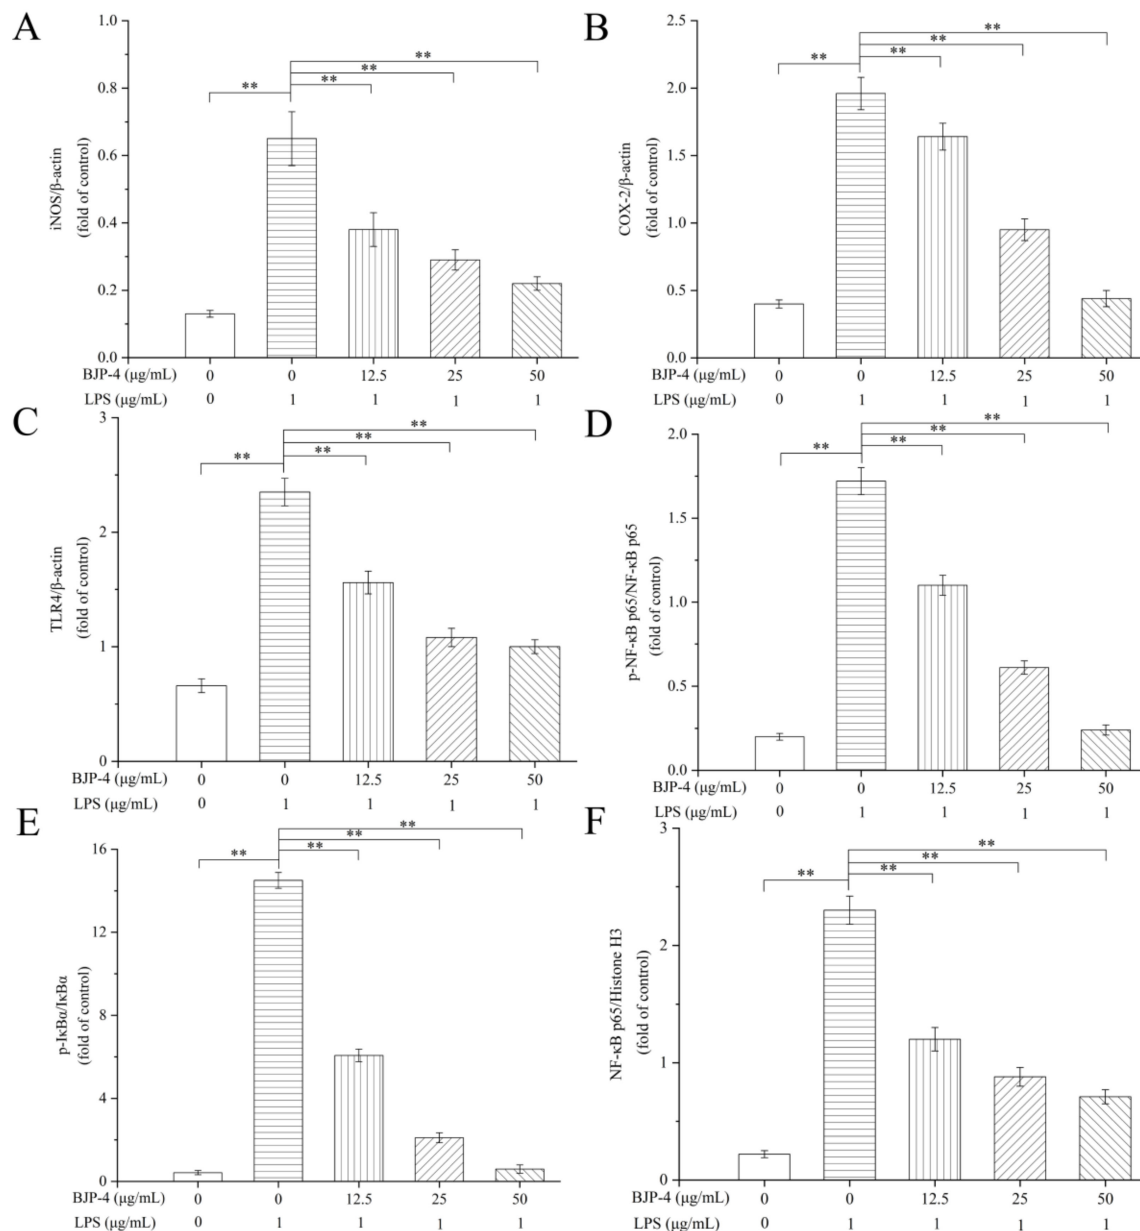 A
1.0
0.8
0.6
0.4
0.2
0.0
iNOS/β-actin
(fold of control)
** ** ** **
BJP-4 (μg/mL) 0 0 12.5 25 50
LPS (μg/mL) 0 1 1 1 1
B
2.5
2.0
1.5
1.0
0.5
0.0
COX-2/β-actin
(fold of control)
** ** ** **
BJP-4 (μg/mL) 0 0 12.5 25 50
LPS (μg/mL) 0 1 1 1 1
C
3
2
1
0
TLR4/β-actin
(fold of control)
** ** ** **
BJP-4 (μg/mL) 0 0 12.5 25 50
LPS (μg/mL) 0 1 1 1 1
D
2.0
1.5
1.0
0.5
0.0
p-NF-κB p65/NF-κB p65
(fold of control)
** ** ** **
BJP-4 (μg/mL) 0 0 12.5 25 50
LPS (μg/mL) 0 1 1 1 1
E
16
12
8
4
0
p-IκBα/IκBα
(fold of control)
** ** ** **
BJP-4 (μg/mL) 0 0 12.5 25 50
LPS (μg/mL) 0 1 1 1 1
F
3
2
1
0
NF-κB p65/Histone H3
(fold of control)
** ** ** **
BJP-4 (μg/mL) 0 0 12.5 25 50
LPS (μg/mL) 0 1 1 1 1